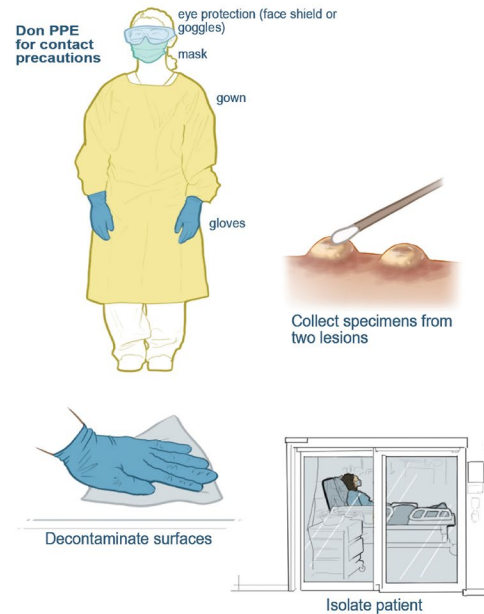 Don PPE
for contact
precautions
eye protection (face shield or
goggles)
mask
gown
gloves
Collect specimens from
two lesions
Decontaminate surfaces
Isolate patient